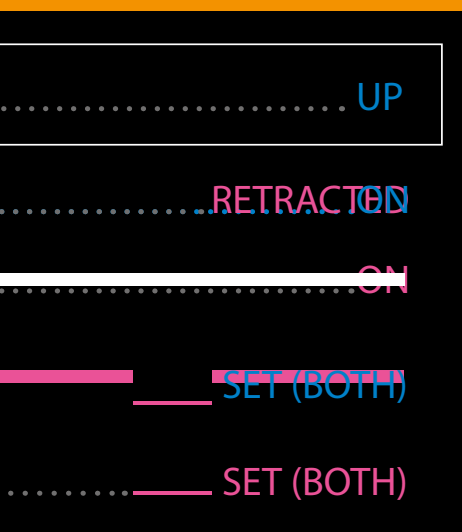 UP
RETRACTED ON
ON
SET (BOTH)
SET (BOTH)